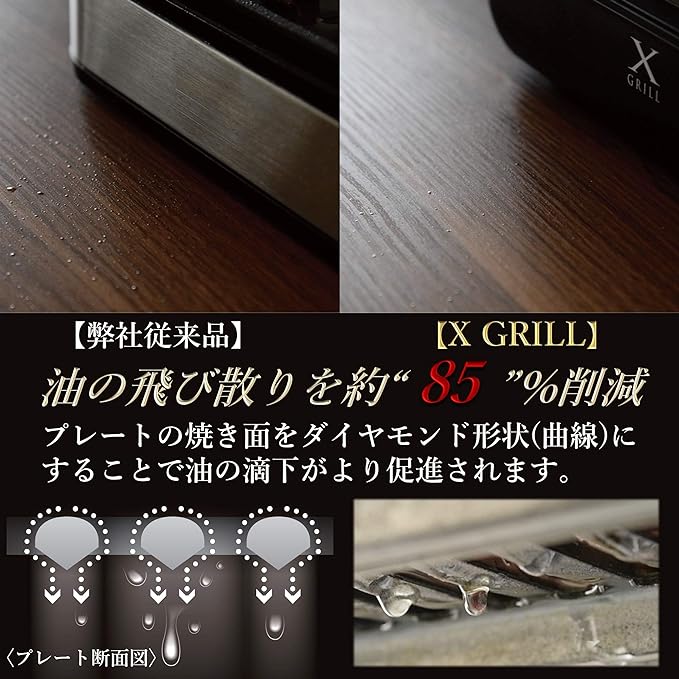 X
GRILL
【弊社従来品】
【X GRILL】
油の飛び散りを約“ 85 ”%削減
プレートの焼き面をダイヤモンド形状(曲線)に
することで油の滴下がより促進されます。
〈プレート断面図〉